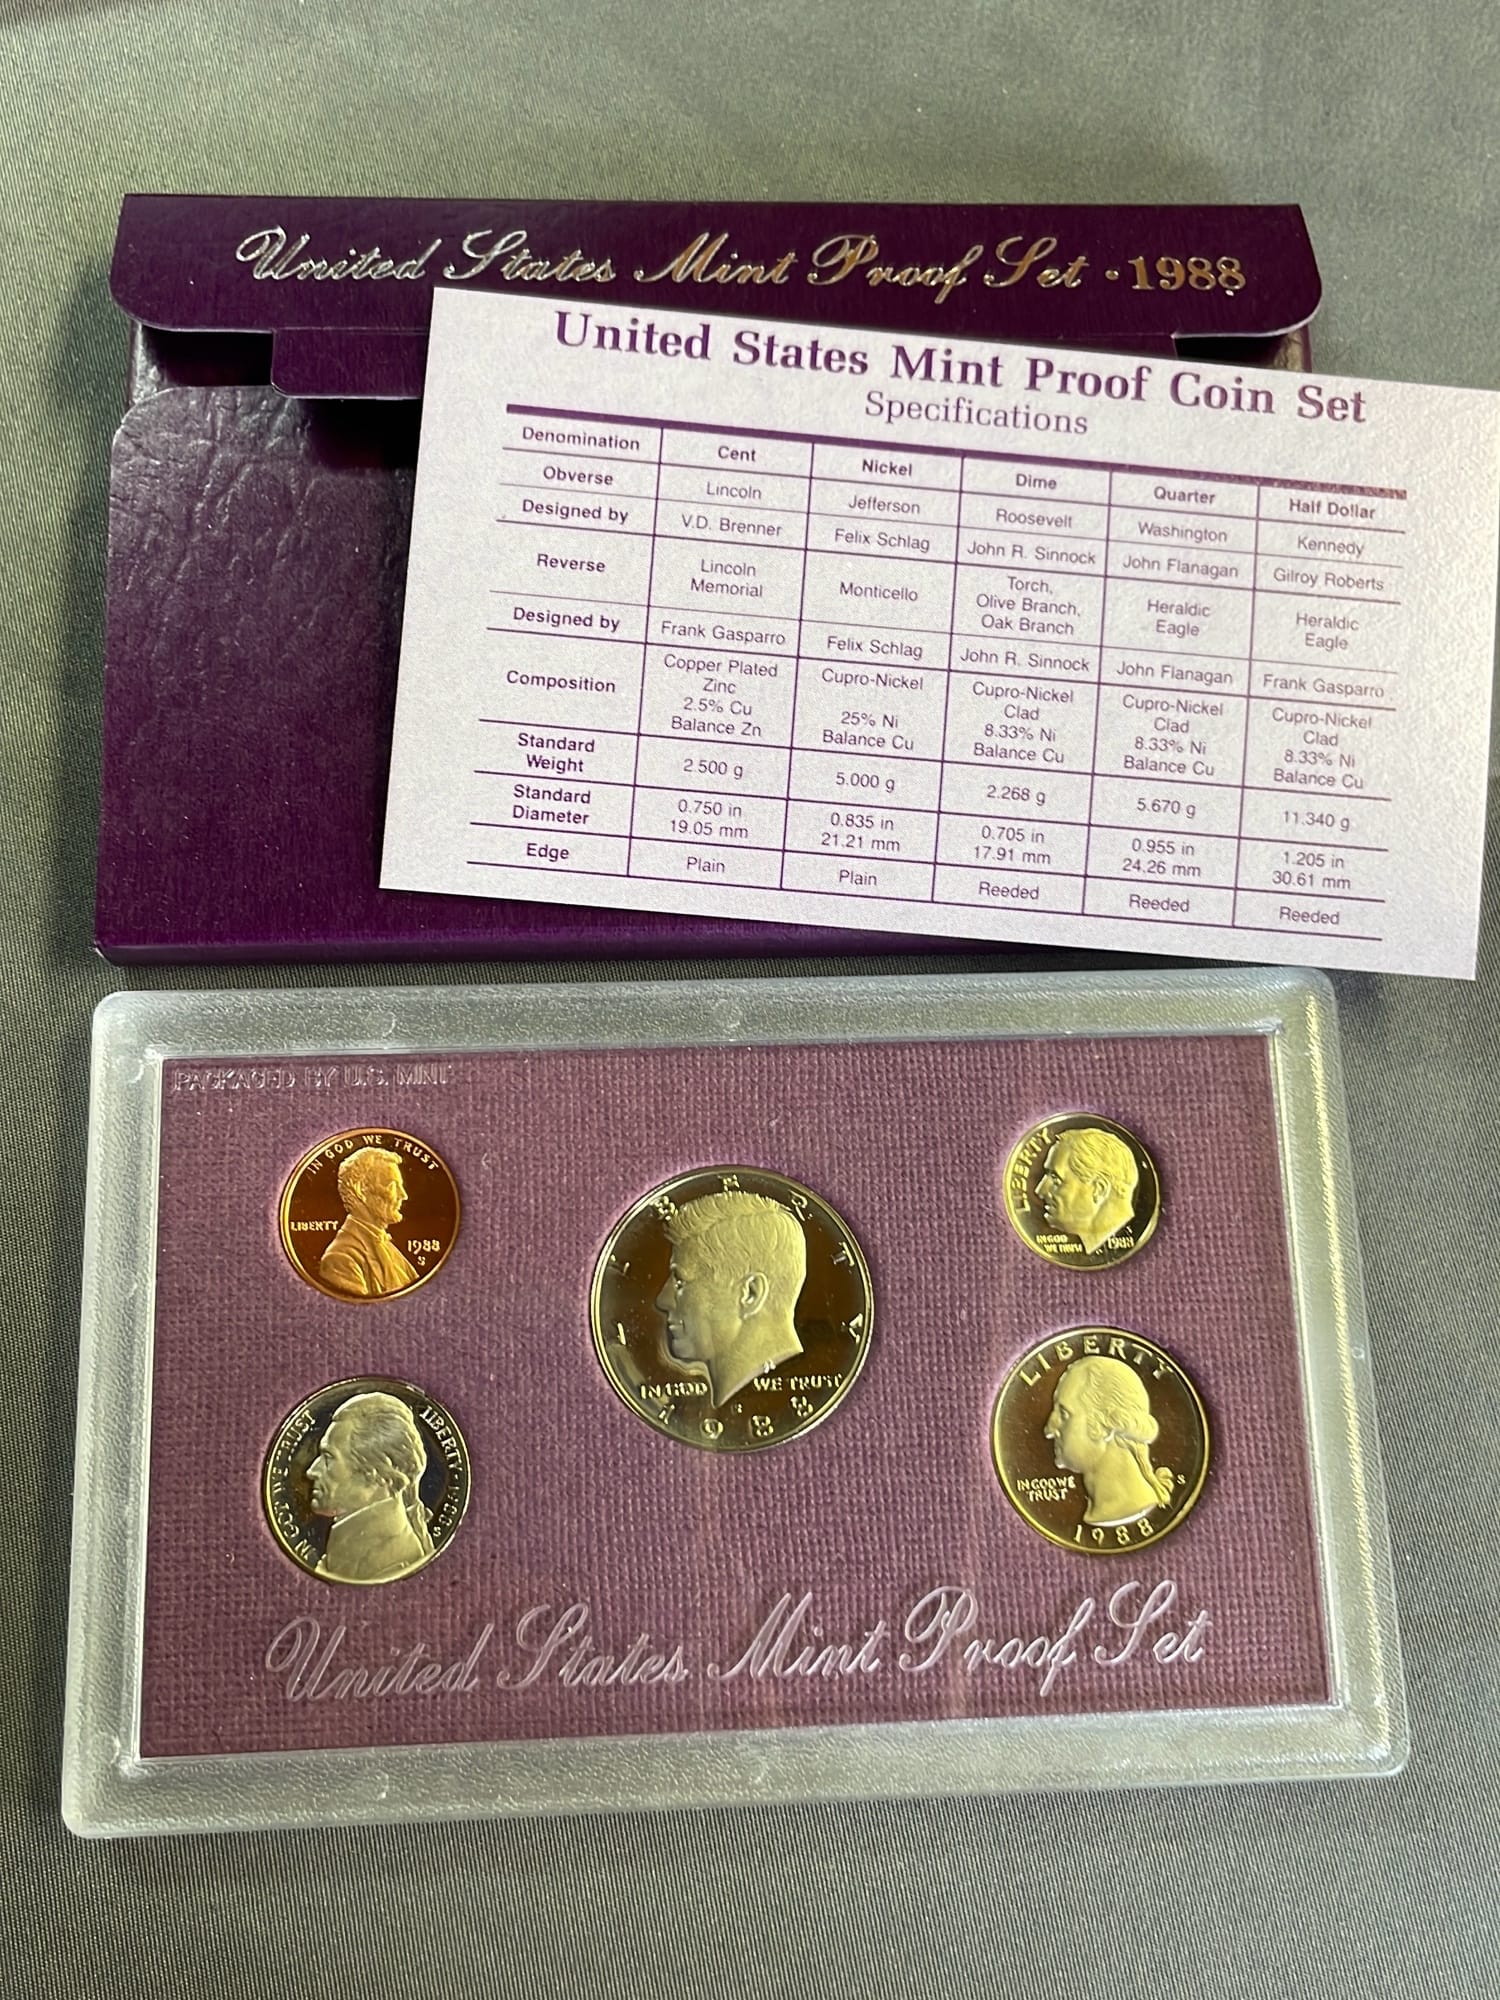 United States Mint Proof Set · 1988
United States Mint Proof Coin Set
Specifications
Denomination Cent Nickel Dime Quarter Half Dollar
Obverse Lincoln Jefferson Roosevelt Washington Kennedy
Designed by V.D. Brenner Felix Schlag John R. Sinnock John Flanagan Gilroy Roberts
Reverse Lincoln Memorial Monticello Torch, Olive Branch, Oak Branch Heraldic Eagle Heraldic Eagle
Designed by Frank Gasparro Felix Schlag John R. Sinnock John Flanagan Frank Gasparro
Composition Copper Plated Zinc 2.5% Cu Balance Zn Cupro-Nickel 25% Ni Balance Cu Cupro-Nickel Clad 8.33% Ni Balance Cu Cupro-Nickel Clad 8.33% Ni Balance Cu Cupro-Nickel Clad 8.33% Ni Balance Cu
Standard Weight 2.500 g 5.000 g 2.268 g 5.670 g 11.340 g
Standard Diameter 0.750 in 19.05 mm 0.835 in 21.21 mm 0.705 in 17.91 mm 0.955 in 24.26 mm 1.205 in 30.61 mm
Edge Plain Plain Reeded Reeded Reeded
PACKAGED BY U.S. MINT
IN GOD WE TRUST
LIBERTY
1988
S
LIBERTY
IN GOD WE TRUST
1988
LIBERTY
IN GOD
WE TRUST
1988
IN GOD WE TRUST
LIBERTY · 1988
S
LIBERTY
IN GOD WE
TRUST
S
1988
United States Mint Proof Set